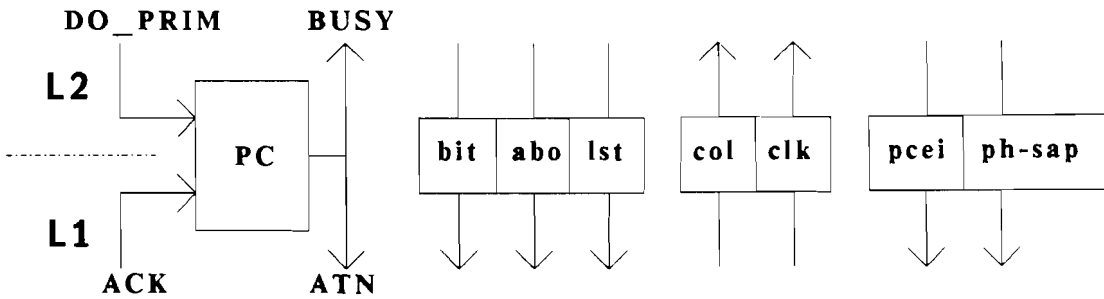 DO_PRIM BUSY
L2
PC bit abo lst col clk pcei ph-sap
L1
ACK ATN